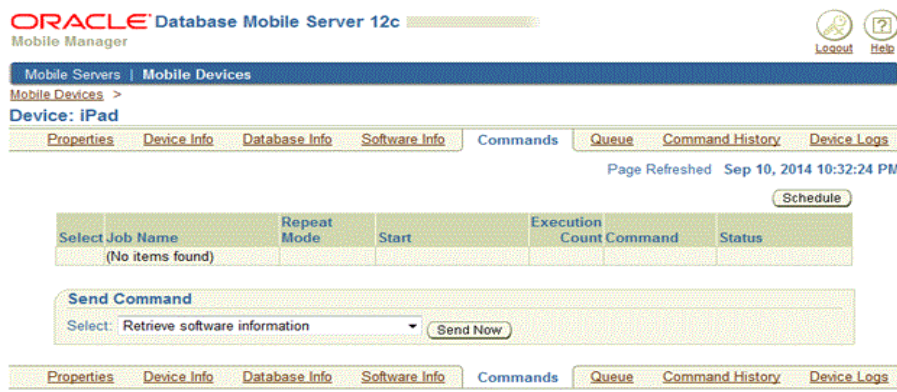 ORACLE Database Mobile Server 12c
Mobile Manager
Logout Help
Mobile Servers | Mobile Devices
Mobile Devices >
Device: iPad
Properties Device Info Database Info Software Info Commands Queue Command History Device Logs
Page Refreshed Sep 10, 2014 10:32:24 PM
Schedule
Select Job Name Repeat Mode Start Execution Count Command Status
(No items found)
Send Command
Select: Retrieve software information Send Now
Properties Device Info Database Info Software Info Commands Queue Command History Device Logs